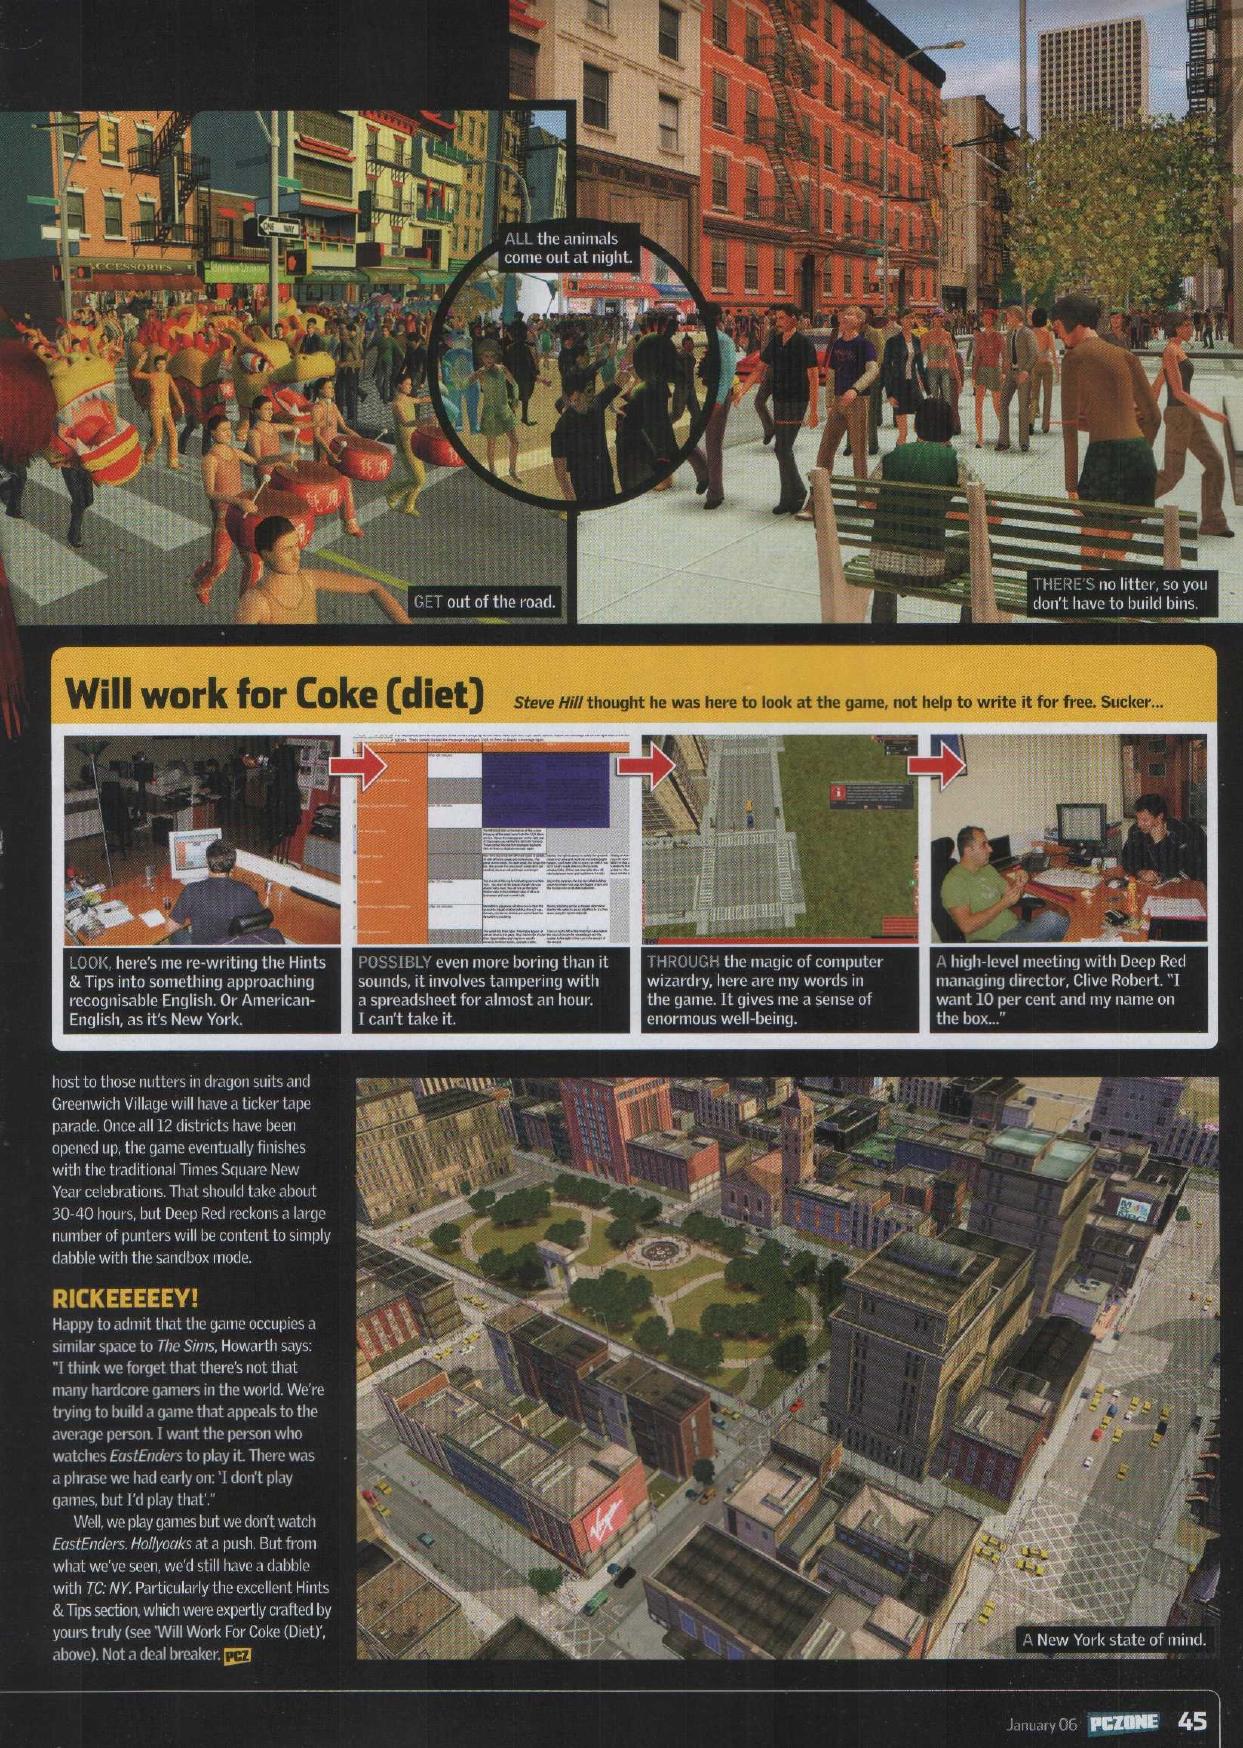 ONE WAY
CCESSORIES
ALL the animals
come out at night.
GET out of the road.
THERE'S no litter, so you
don't have to build bins.
Will work for Coke (diet)
Steve Hill thought he was here to look at the game, not help to write it for free. Sucker...
LOOK, here's me re-writing the Hints
& Tips into something approaching
recognisable English. Or American-
English, as it's New York.
POSSIBLY even more boring than it
sounds, it involves tampering with
a spreadsheet for almost an hour.
I can't take it.
THROUGH the magic of computer
wizardry, here are my words in
the game. It gives me a sense of
enormous well-being.
A high-level meeting with Deep Red
managing director, Clive Robert. "I
want 10 per cent and my name on
the box..."
host to those nutters in dragon suits and
Greenwich Village will have a ticker tape
parade. Once all 12 districts have been
opened up, the game eventually finishes
with the traditional Times Square New
Year celebrations. That should take about
30-40 hours, but Deep Red reckons a large
number of punters will be content to simply
dabble with the sandbox mode.
RICKEEEEEY!
Happy to admit that the game occupies a
similar space to The Sims, Howarth says:
"I think we forget that there's not that
many hardcore gamers in the world. We're
trying to build a game that appeals to the
average person. I want the person who
watches EastEnders to play it. There was
a phrase we had early on: 'I don't play
games, but I'd play that'."
Well, we play games but we don't watch
EastEnders. Hollyoaks at a push. But from
what we've seen, we'd still have a dabble
with TC: NY. Particularly the excellent Hints
& Tips section, which were expertly crafted by
yours truly (see 'Will Work For Coke (Diet)',
above). Not a deal breaker. PCZ
Virgin
A New York state of mind.
January 06 PCZONE 45